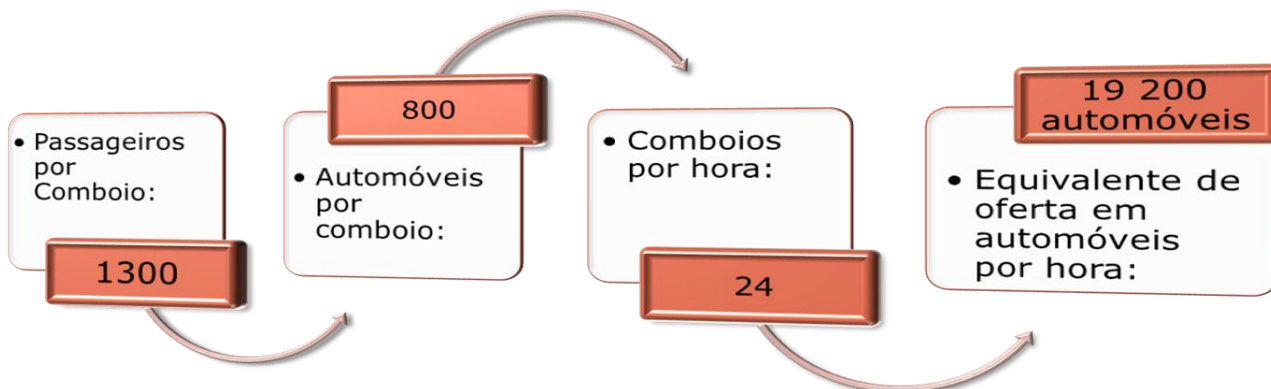 • Passageiros
por
Comboio:
1300
800
• Automóveis
por
comboio:
• Comboios
por hora:
24
19 200
automóveis
• Equivalente de
oferta em
automóveis
por hora: